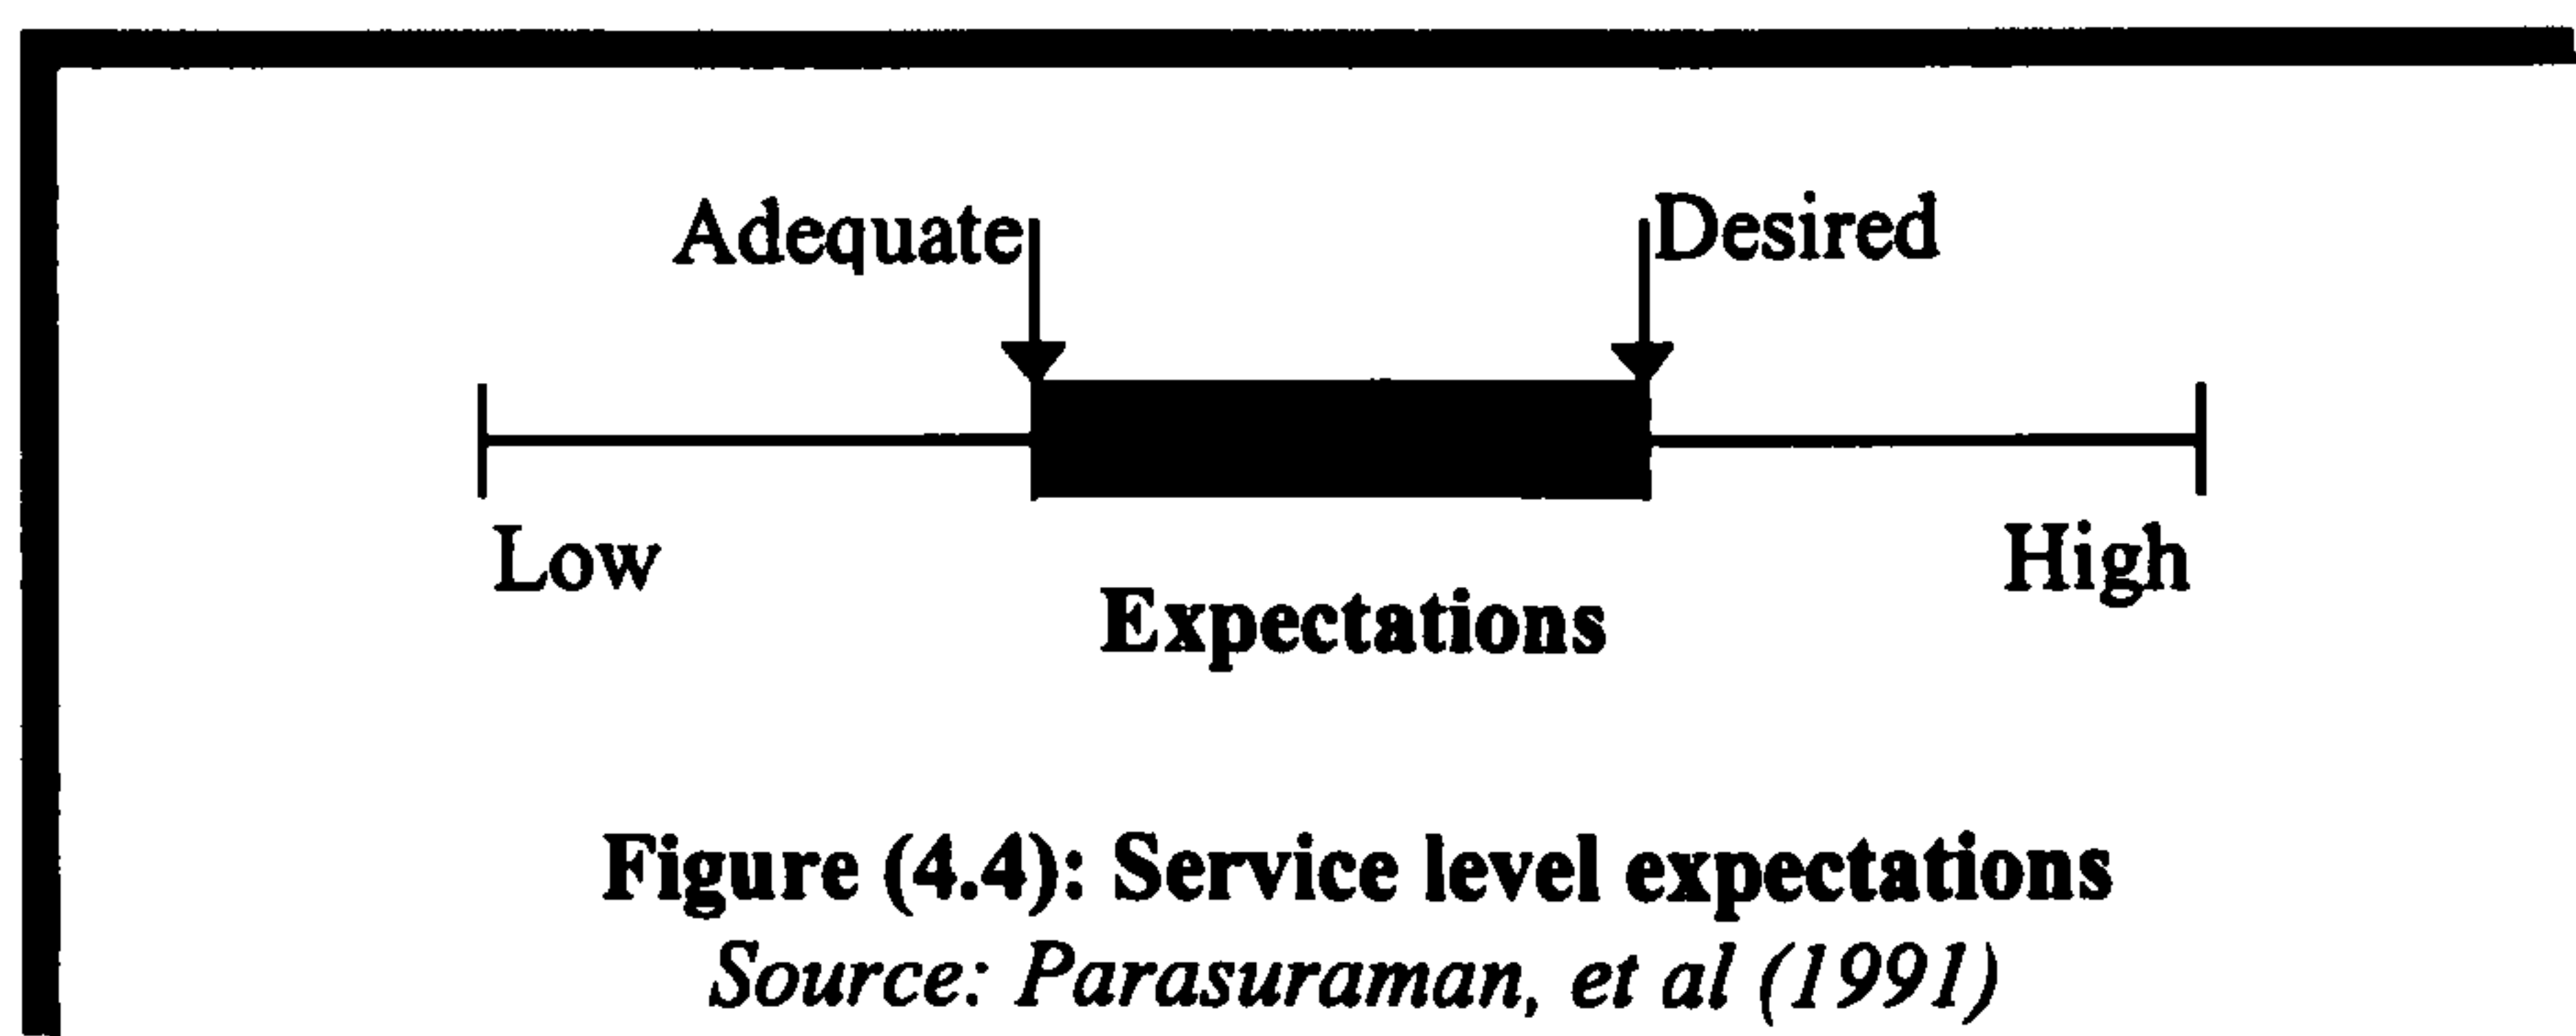 Adequate Desired
Low High
Expectations
Figure (4.4): Service level expectations
Source: Parasuraman, et al (1991)